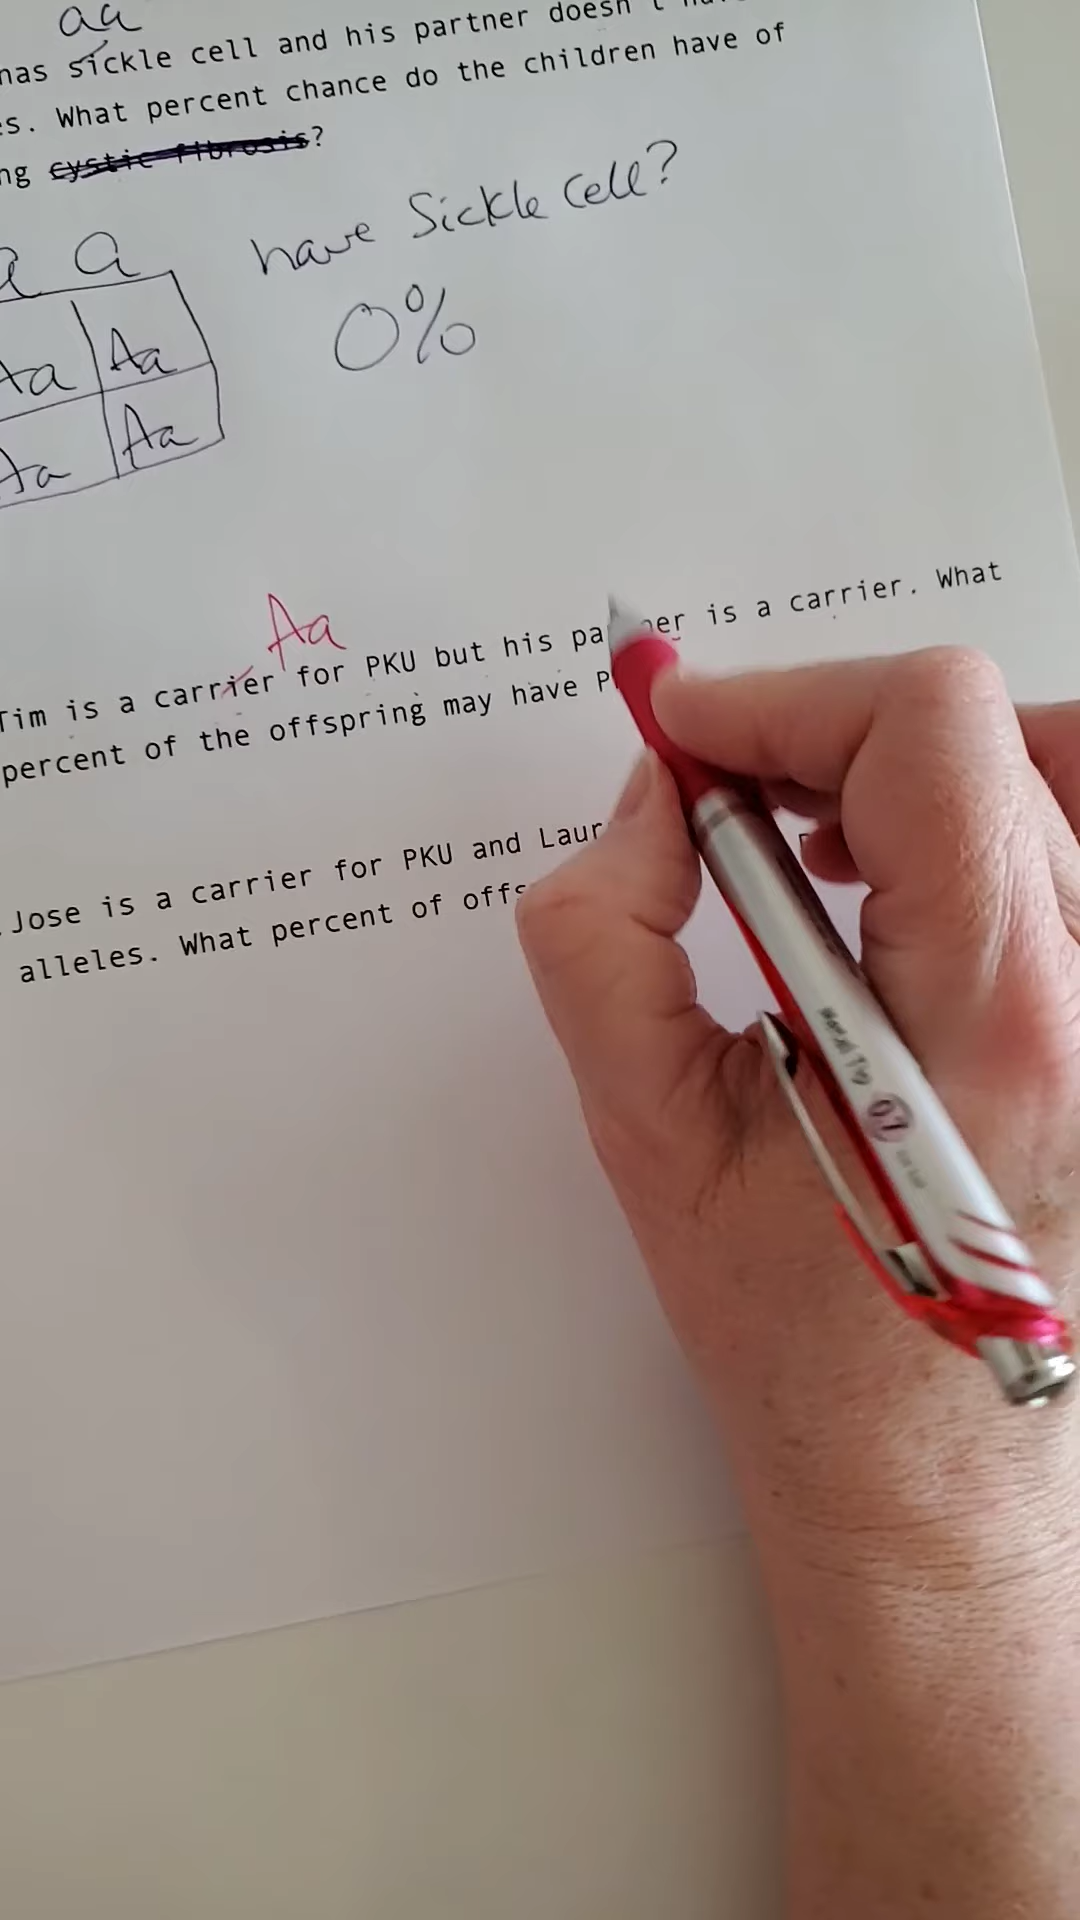 aa
has sickle cell and his partner doesn't
es. What percent chance do the children have of
ng cystic fibrosis?
have Sickle Cell?
a a
0%
Aa Aa
Aa Aa
Aa
Tim is a carrier for PKU but his partner is a carrier. What
percent of the offspring may have P
Jose is a carrier for PKU and Laur
alleles. What percent of offs
07